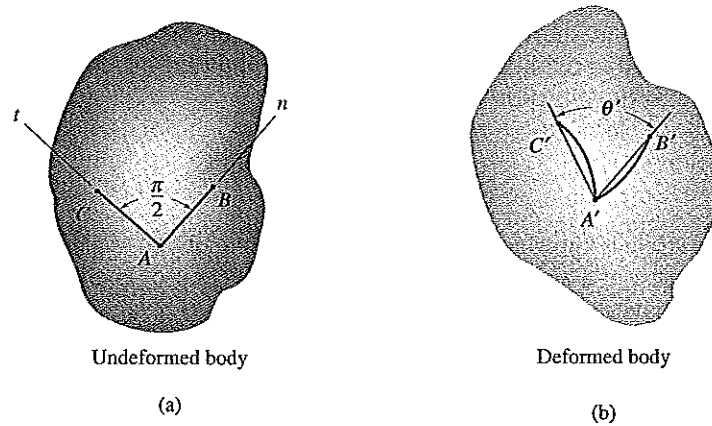 t
n
C
π/2
B
A
Undeformed body
(a)
θ'
C'
B'
A'
Deformed body
(b)